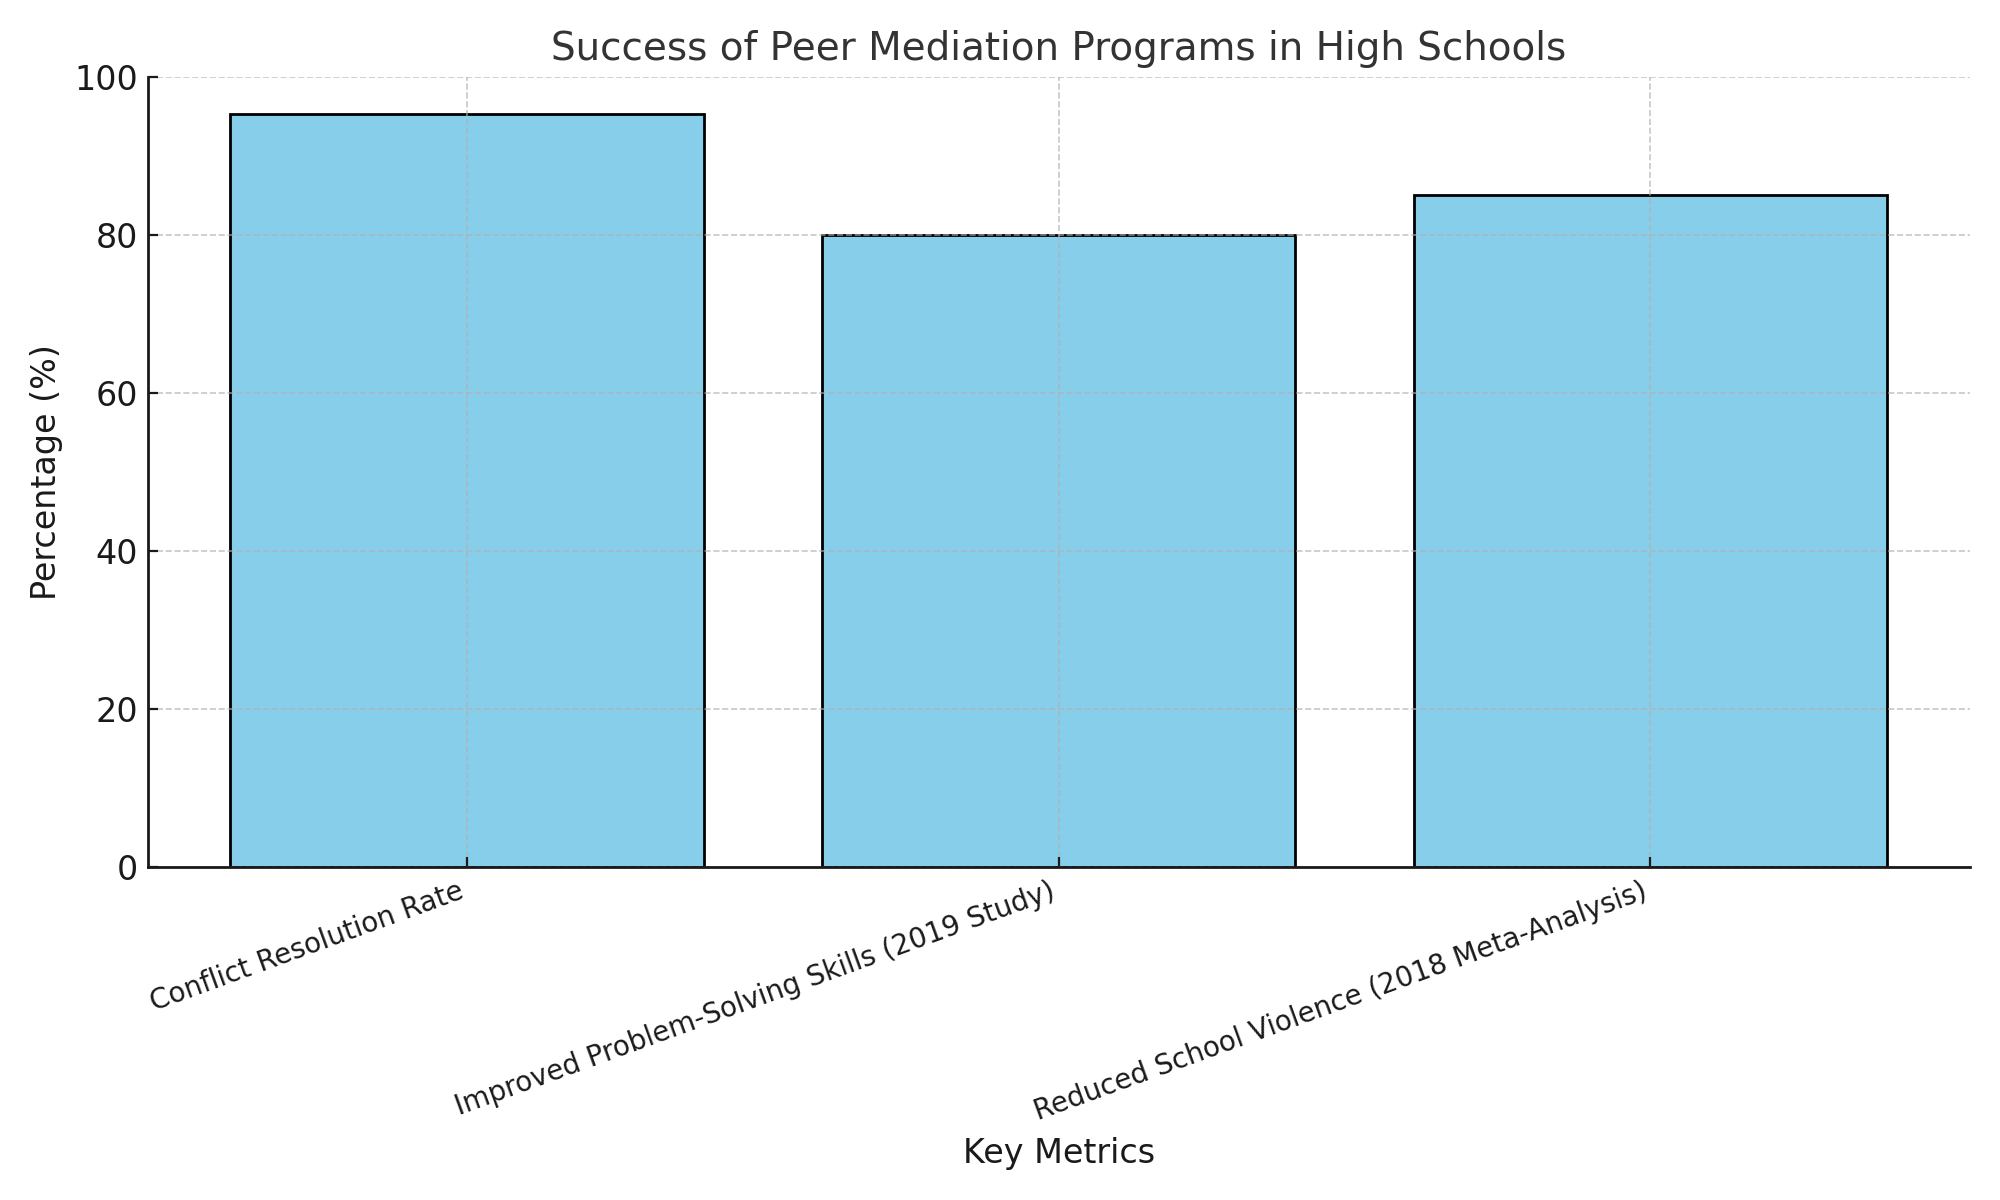 Success of Peer Mediation Programs in High Schools
Percentage (%)
100
80
60
40
20
0
Conflict Resolution Rate
Improved Problem-Solving Skills (2019 Study)
Reduced School Violence (2018 Meta-Analysis)
Key Metrics